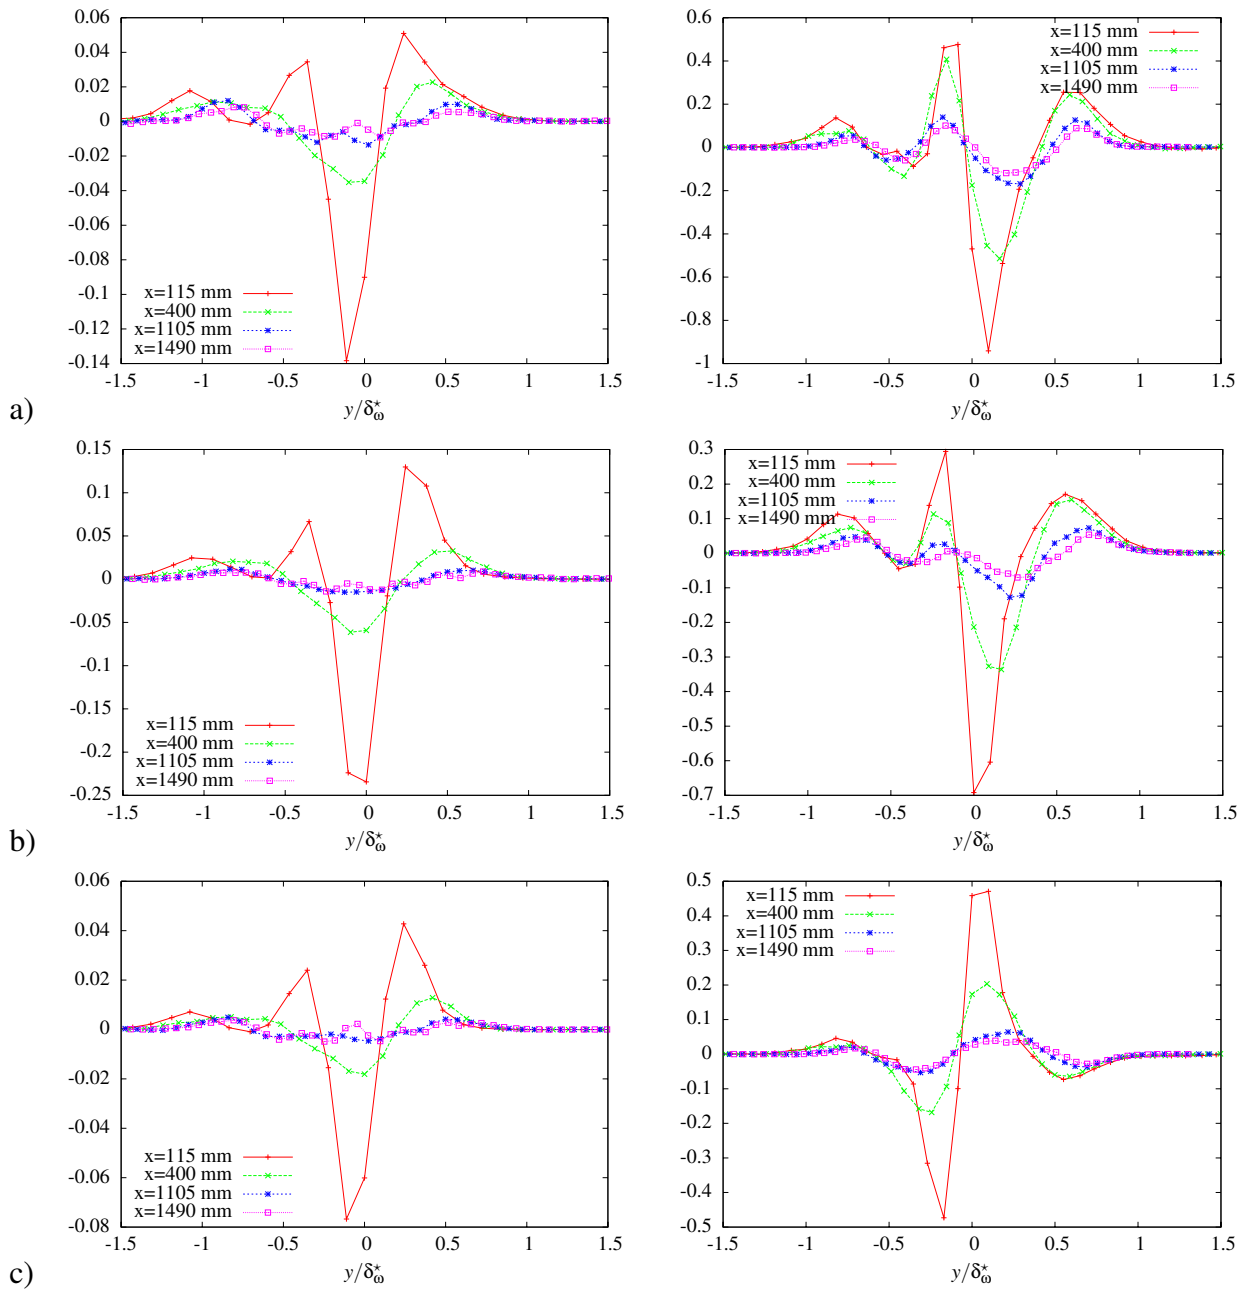 0.06
0.04
0.02
0
-0.02
-0.04
-0.06
-0.08
-0.1
-0.12
-0.14
x=115 mm
x=400 mm
x=1105 mm
x=1490 mm
-1.5 -1 -0.5 0 0.5 1 1.5
y/δ*ω
0.6
0.4
0.2
0
-0.2
-0.4
-0.6
-0.8
-1
x=115 mm
x=400 mm
x=1105 mm
x=1490 mm
-1.5 -1 -0.5 0 0.5 1 1.5
y/δ*ω
a)
0.15
0.1
0.05
0
-0.05
-0.1
-0.15
-0.2
-0.25
x=115 mm
x=400 mm
x=1105 mm
x=1490 mm
-1.5 -1 -0.5 0 0.5 1 1.5
y/δ*ω
0.3
0.2
0.1
0
-0.1
-0.2
-0.3
-0.4
-0.5
-0.6
-0.7
x=115 mm
x=400 mm
x=1105 mm
x=1490 mm
-1.5 -1 -0.5 0 0.5 1 1.5
y/δ*ω
b)
0.06
0.04
0.02
0
-0.02
-0.04
-0.06
-0.08
x=115 mm
x=400 mm
x=1105 mm
x=1490 mm
-1.5 -1 -0.5 0 0.5 1 1.5
y/δ*ω
0.5
0.4
0.3
0.2
0.1
0
-0.1
-0.2
-0.3
-0.4
-0.5
x=115 mm
x=400 mm
x=1105 mm
x=1490 mm
-1.5 -1 -0.5 0 0.5 1 1.5
y/δ*ω
c)